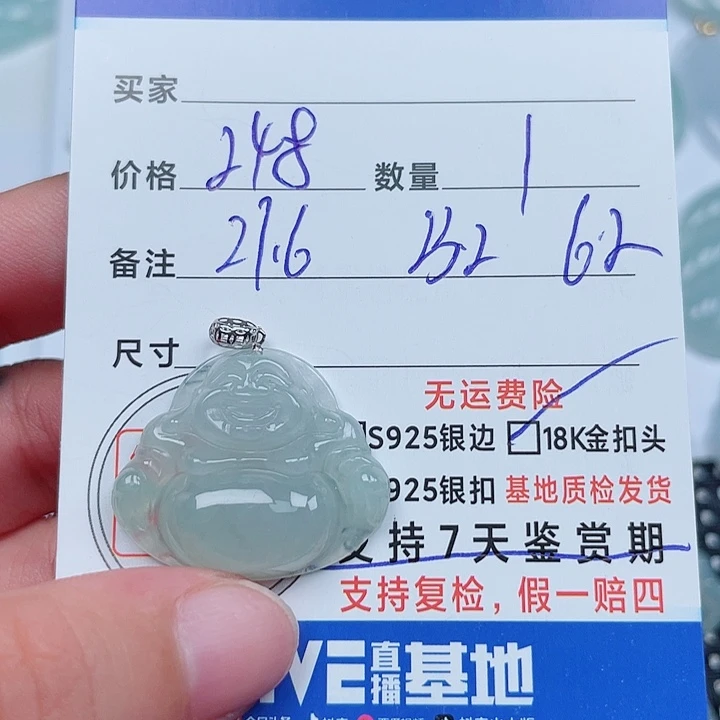 买家
价格 248 数量 1
备注 27.6 32 6.2
尺寸
无运费险
S925银边 18K金扣头
925银扣 基地质检发货
支持7天鉴赏期
支持复检，假一赔四
直播基地